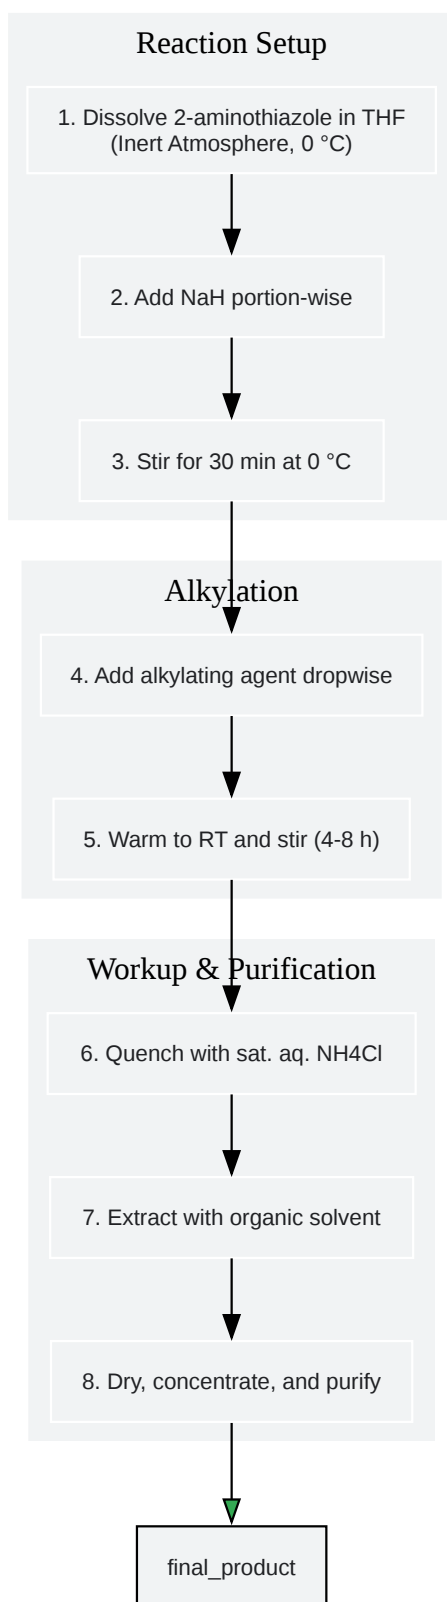 Reaction Setup
1. Dissolve 2-aminothiazole in THF
(Inert Atmosphere, 0 °C)
2. Add NaH portion-wise
3. Stir for 30 min at 0 °C
Alkylation
4. Add alkylating agent dropwise
5. Warm to RT and stir (4-8 h)
Workup & Purification
6. Quench with sat. aq. NH4Cl
7. Extract with organic solvent
8. Dry, concentrate, and purify
final_product